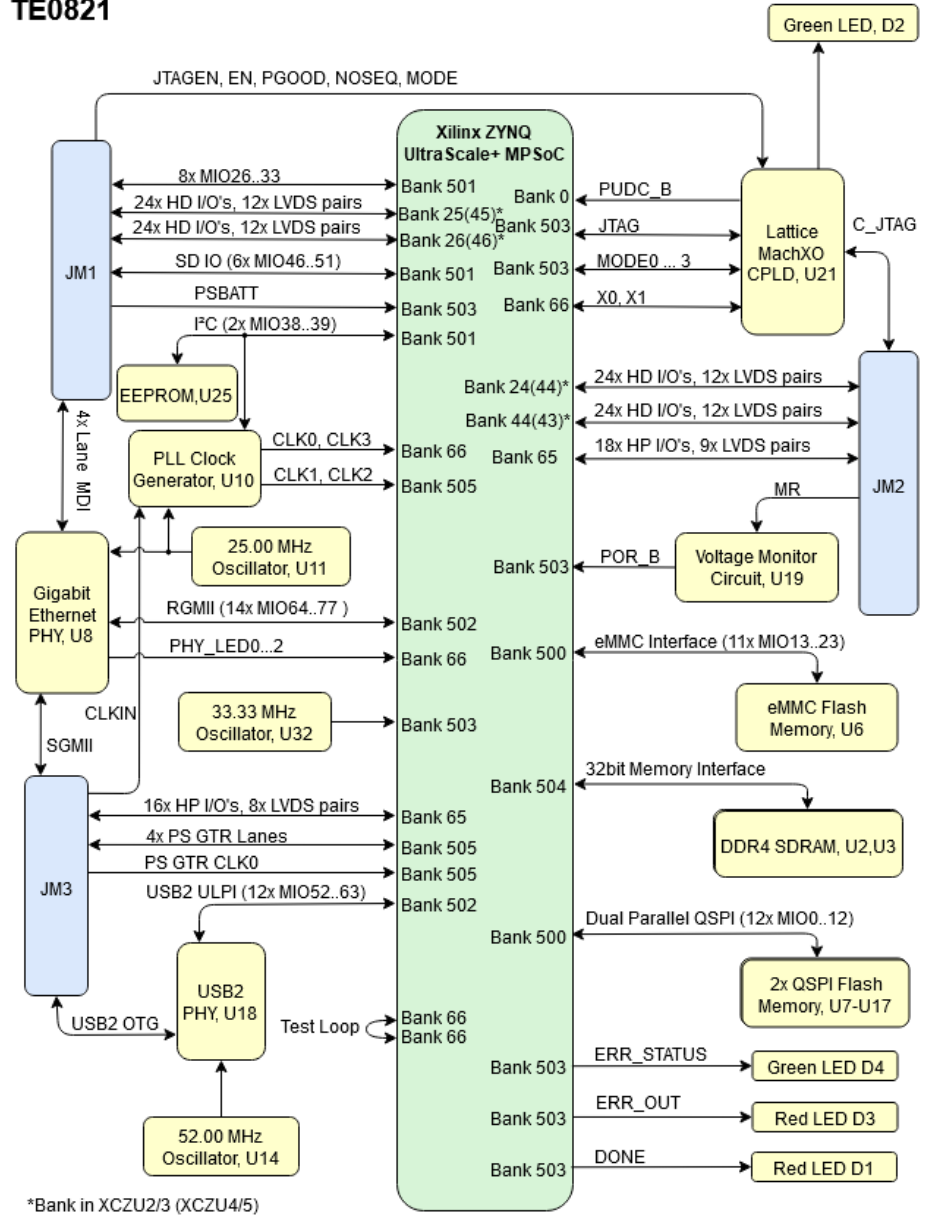 TE0821
Green LED, D2
JTAGEN, EN, PGOOD, NOSEQ, MODE
Xilinx ZYNQ
UltraScale+ MPSoC
JM1
8x MIO26..33
Bank 501
24x HD I/O's, 12x LVDS pairs
Bank 25(45)*
24x HD I/O's, 12x LVDS pairs
Bank 26(46)*
SD IO (6x MIO46..51)
Bank 501
PSBATT
Bank 503
I²C (2x MIO38..39)
Bank 501
Bank 0
PUDC_B
Bank 503
JTAG
Bank 503
MODE0 ... 3
Bank 66
X0, X1
Lattice
MachXO
CPLD, U21
C_JTAG
EEPROM,U25
4x Lane MDI
PLL Clock
Generator, U10
CLK0, CLK3
Bank 66
CLK1, CLK2
Bank 505
Bank 24(44)*
24x HD I/O's, 12x LVDS pairs
Bank 44(43)*
24x HD I/O's, 12x LVDS pairs
Bank 65
18x HP I/O's, 9x LVDS pairs
JM2
MR
25.00 MHz
Oscillator, U11
Bank 503
POR_B
Voltage Monitor
Circuit, U19
Gigabit
Ethernet
PHY, U8
RGMII (14x MIO64..77 )
Bank 502
PHY_LED0...2
Bank 66
Bank 500
eMMC Interface (11x MIO13..23)
eMMC Flash
Memory, U6
CLKIN
33.33 MHz
Oscillator, U32
Bank 503
SGMII
Bank 504
32bit Memory Interface
DDR4 SDRAM, U2,U3
JM3
16x HP I/O's, 8x LVDS pairs
Bank 65
4x PS GTR Lanes
Bank 505
PS GTR CLK0
Bank 505
USB2 ULPI (12x MIO52..63)
Bank 502
Bank 500
Dual Parallel QSPI (12x MIO0..12)
2x QSPI Flash
Memory, U7-U17
USB2
PHY, U18
USB2 OTG
Test Loop
Bank 66
Bank 66
Bank 503
ERR_STATUS
Green LED D4
Bank 503
ERR_OUT
Red LED D3
Bank 503
DONE
Red LED D1
52.00 MHz
Oscillator, U14
*Bank in XCZU2/3 (XCZU4/5)